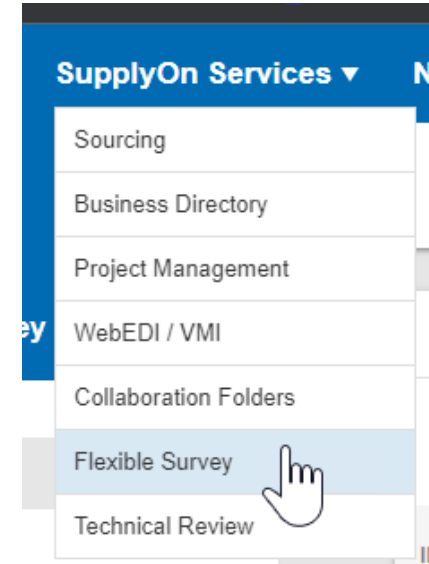 SupplyOn Services ▼
Sourcing
Business Directory
Project Management
WebEDI / VMI
Collaboration Folders
Flexible Survey
Technical Review